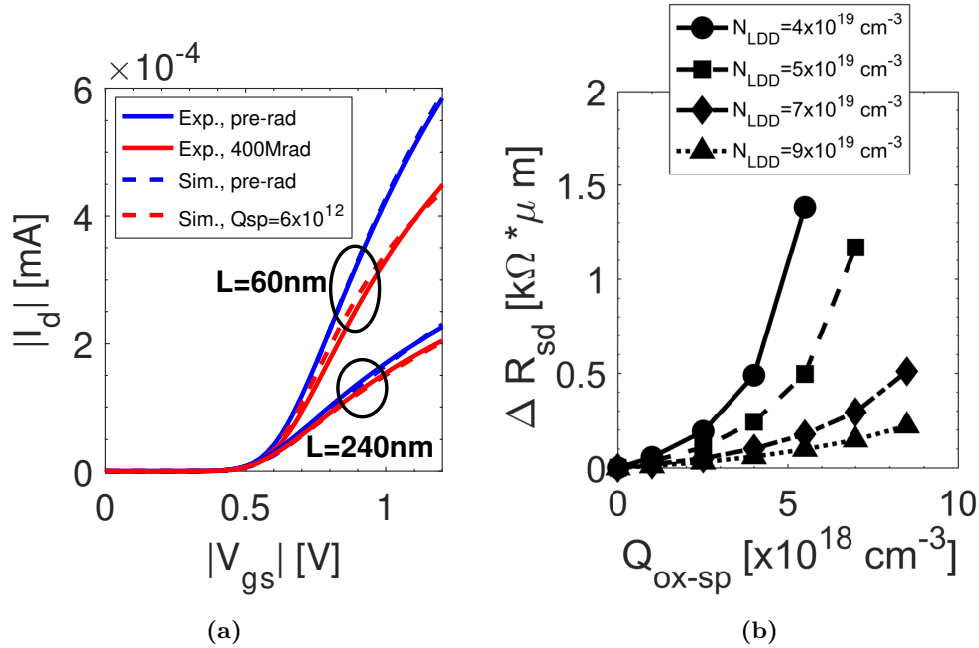 ×10⁻⁴
6
4
2
0
0
0.5
1
|I_d| [mA]
|V_gs| [V]
Exp., pre-rad
Exp., 400Mrad
Sim., pre-rad
Sim., Qsp=6x10¹²
L=60nm
L=240nm
(a)
N_LDD=4x10¹⁹ cm⁻³
N_LDD=5x10¹⁹ cm⁻³
N_LDD=7x10¹⁹ cm⁻³
N_LDD=9x10¹⁹ cm⁻³
2
1.5
1
0.5
0
0
5
10
Δ R_sd [kΩ *μ m]
Q_ox-sp [x10¹⁸ cm⁻³]
(b)